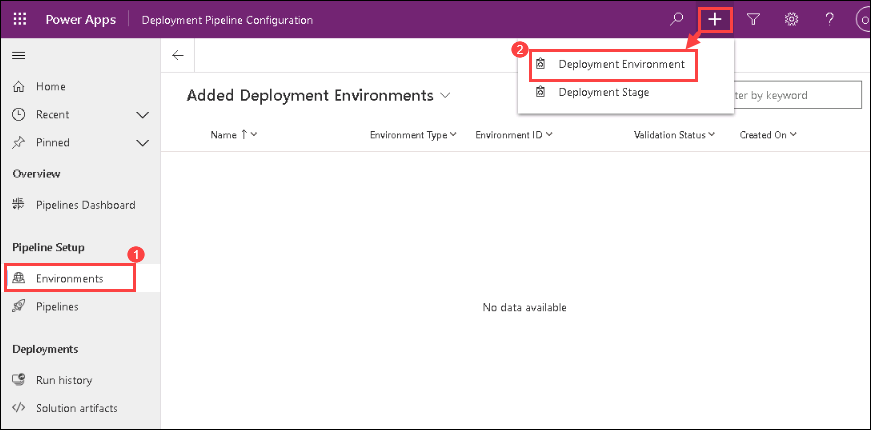 Power Apps
Deployment Pipeline Configuration
?
O
2
Deployment Environment
Deployment Stage
Home
Recent
Pinned
Overview
Pipelines Dashboard
Pipeline Setup
1
Environments
Pipelines
Deployments
Run history
Solution artifacts
Added Deployment Environments
ter by keyword
Name ↑ Environment Type Environment ID Validation Status Created On
No data available